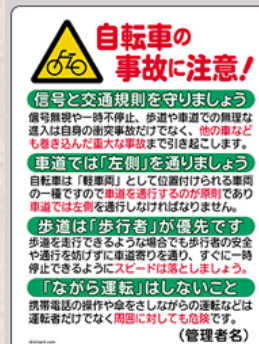 自転車の
事故に注意!
信号と交通規則を守りましょう
信号無視や一時不停止、歩道や車道での無理な
進入は自身の衝突事故だけでなく、他の車など
も巻き込んだ重大な事故まで引き起こします。
車道では「左側」を通りましょう
自転車は「軽車両」として位置付けられる車両
の一種ですので車道を通行するのが原則であり
車道では左側を通行しなければなりません。
歩道は「歩行者」が優先です
歩道を走行できるような場合でも歩行者の安全
や通行を妨げずに車道寄りを通り、すぐに一時
停止できるようにスピードは落としましょう。
「ながら運転」はしないこと
携帯電話の操作や傘をさしながらの運転などは
運転者だけでなく周囲に対しても危険です。
(管理者名)